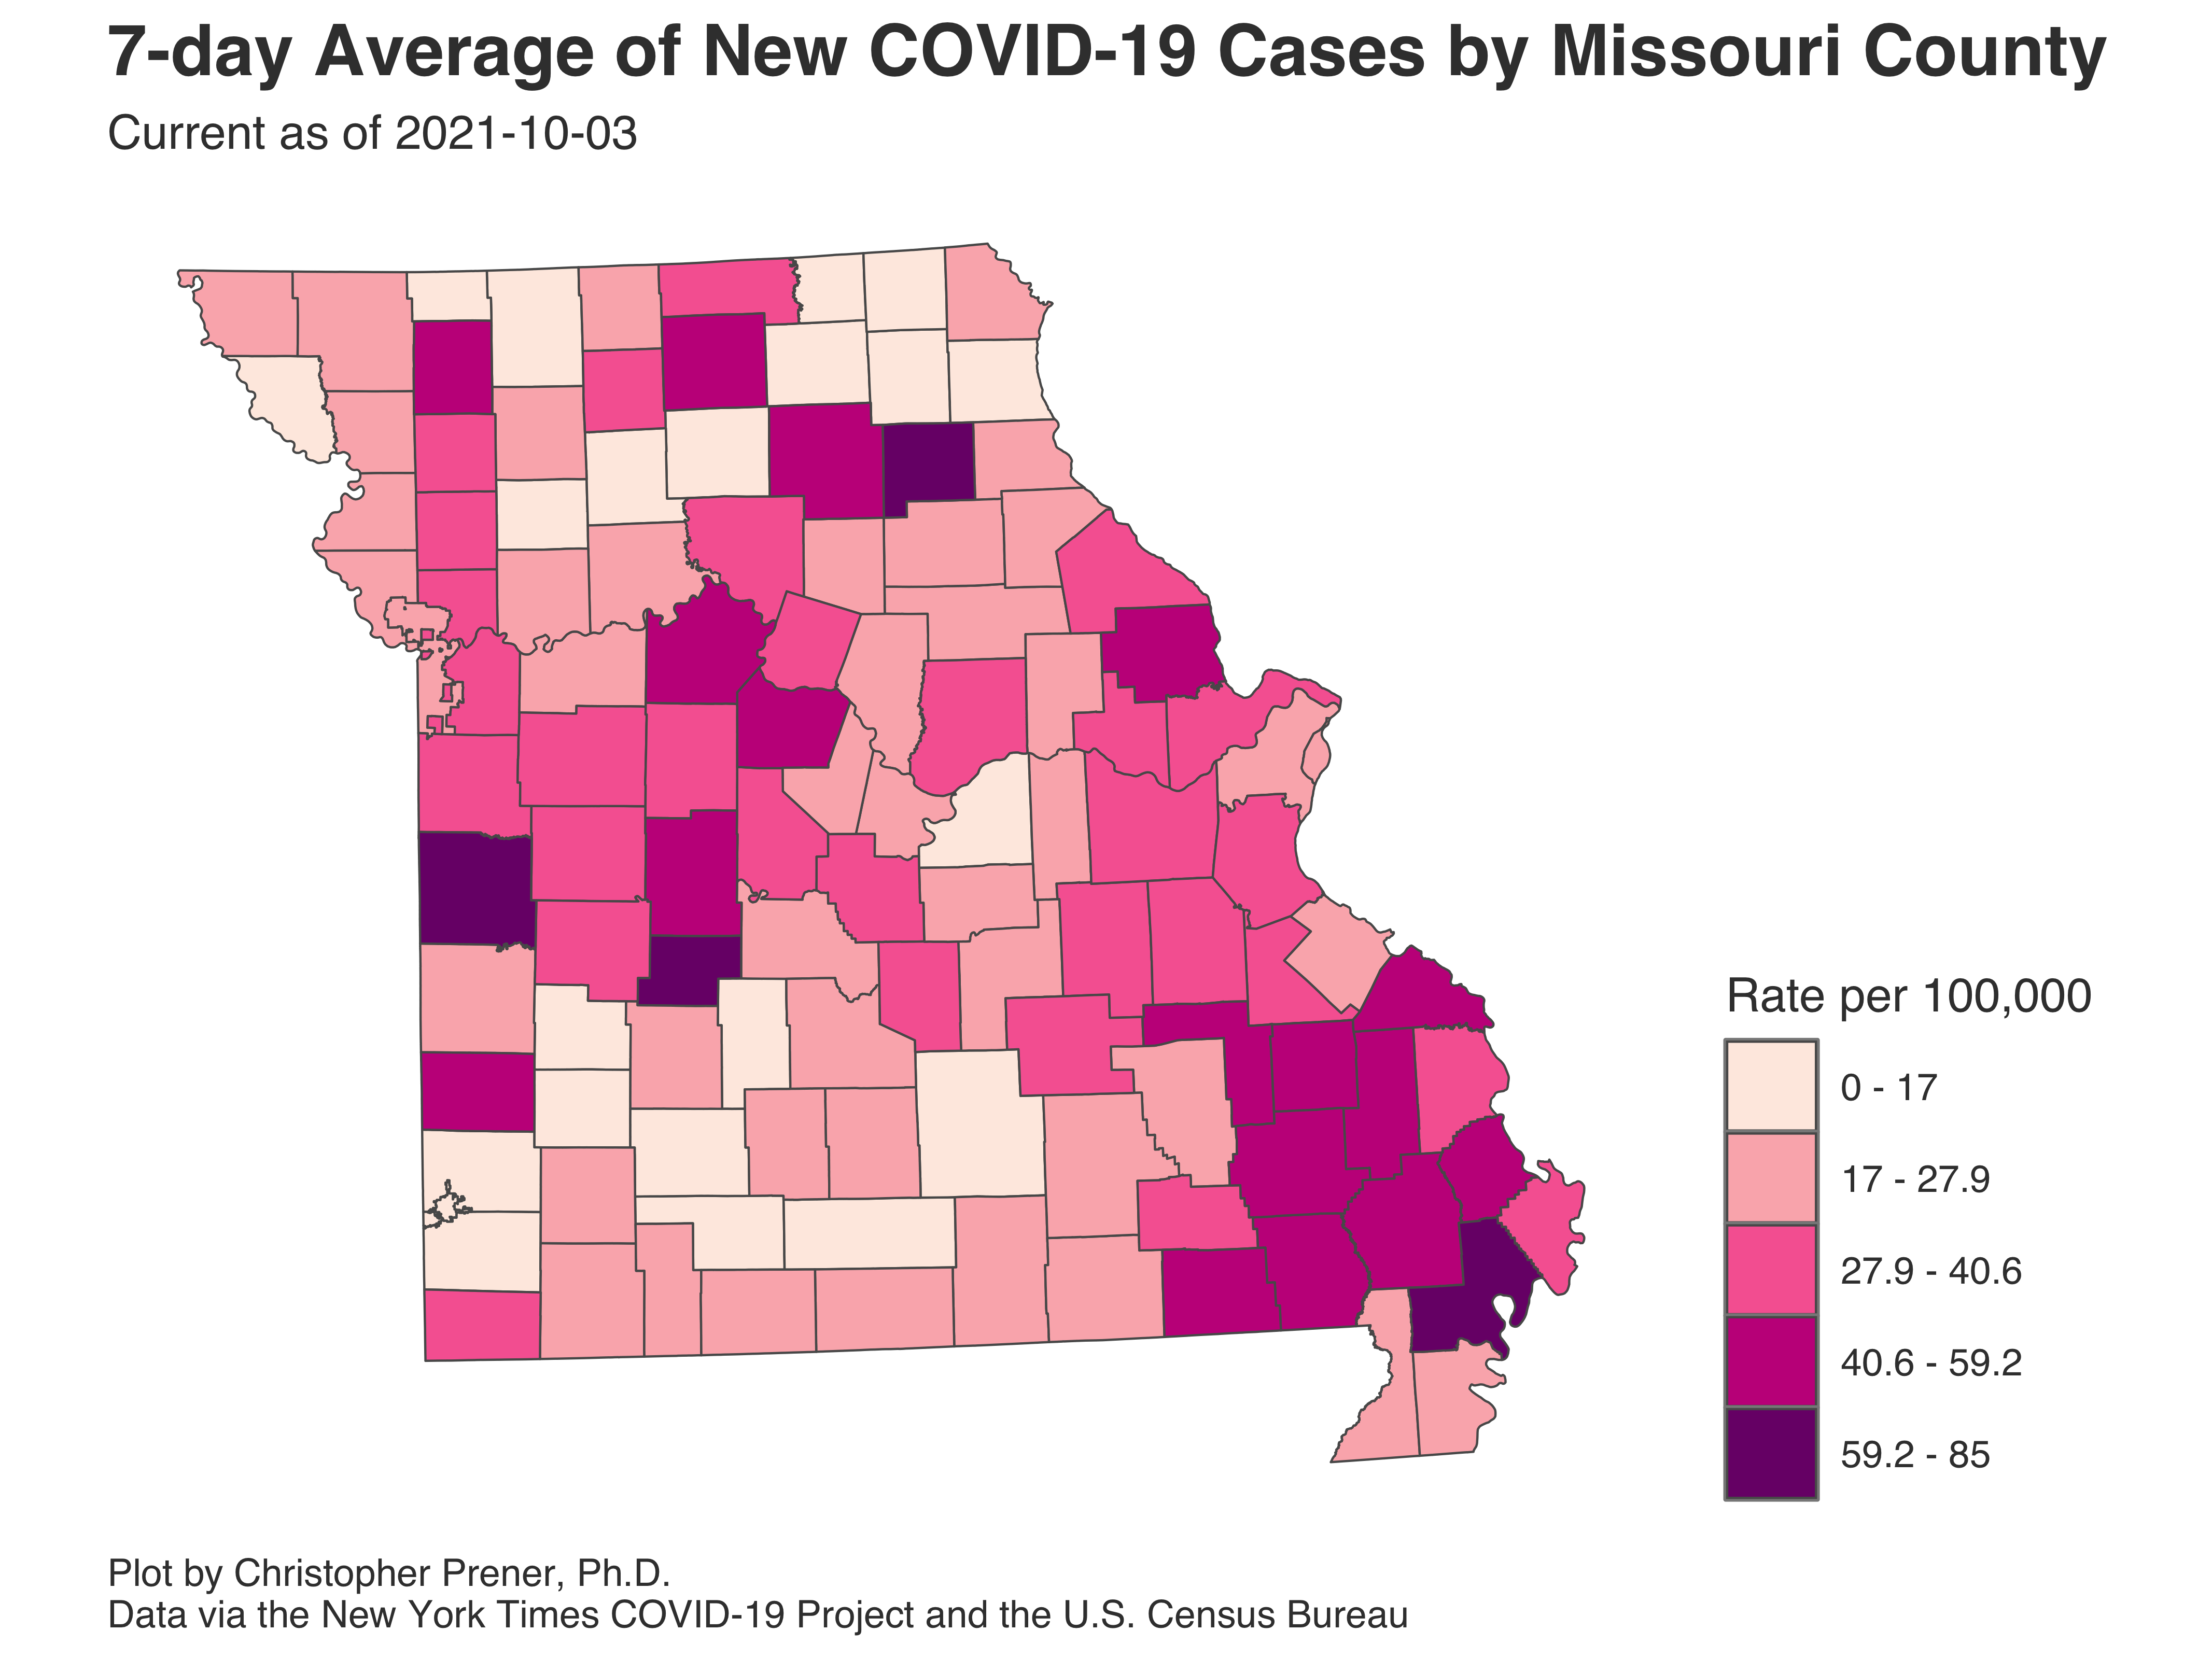 7-day Average of New COVID-19 Cases by Missouri County
Current as of 2021-10-03
Rate per 100,000
0 - 17
17 - 27.9
27.9 - 40.6
40.6 - 59.2
59.2 - 85
Plot by Christopher Prener, Ph.D.
Data via the New York Times COVID-19 Project and the U.S. Census Bureau